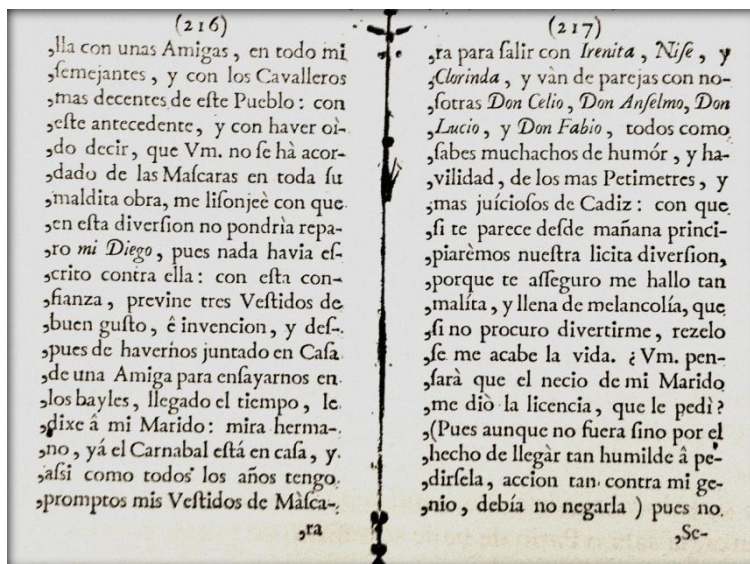 (216)
,lla con unas Amigas, en todo mi
,ſemejantes, y con los Cavalleros
,mas decentes de eſte Pueblo: con
,eſte antecedente, y con haver oì-
,do decir, que Vm. no ſe hà acor-
,dado de las Maſcaras en toda ſu
,maldita obra, me liſonjeè con que
,en eſta diverſion no pondrìa repa-
,ro mi Diego, pues nada havia eſ-
,crito contra ella: con eſta con-
,fianza, previne tres Veſtidos de
,buen guſto, ê invencion, y deſ-
,pues de havernos juntado en Caſa
,de una Amiga para enſayarnos en
,los bayles, llegado el tiempo, le
,dixe â mi Marido: mira herma-
,no, yá el Carnabal eſtá en caſa, y
,aſsi como todos los años tengo
,promptos mis Veſtidos de Màſca-
,ra
(217)
,ra para ſalir con Irenita, Niſe, y
,Clorinda, y vàn de parejas con no-
,ſotras Don Celio, Don Anſelmo, Don
,Lucio, y Don Fabio, todos como
,ſabes muchachos de humór, y ha-
,vilidad, de los mas Petimetres, y
,mas juícioſos de Cadiz: con que
,ſi te parece deſde mañana princi-
,piarèmos nueſtra licita diverſion,
,porque te aſſeguro me hallo tan
,malíta, y llena de melancolía, que
,ſi no procuro divertirme, rezelo
,ſe me acabe la vida. ¿Vm. pen-
,ſarà que el necio de mi Marido
,me diò la licencia, que le pedì?
,(Pues aunque no fuera ſino por el
,hecho de llegàr tan humilde â pe-
,dirſela, accion tan contra mi ge-
,nio, debía no negarla ) pues no
,Se-